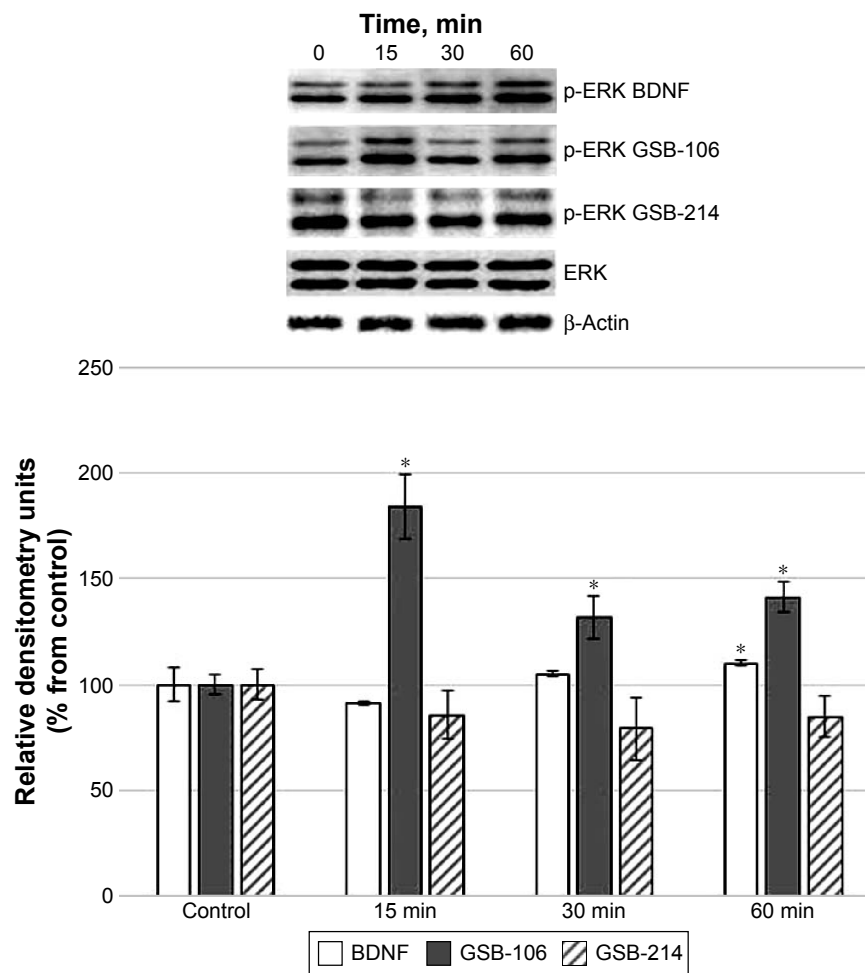 Time, min
0 15 30 60
p-ERK BDNF
p-ERK GSB-106
p-ERK GSB-214
ERK
β-Actin
Relative densitometry units
(% from control)
250
200
150
100
50
0
*
*
*
*
Control 15 min 30 min 60 min
BDNF GSB-106 GSB-214